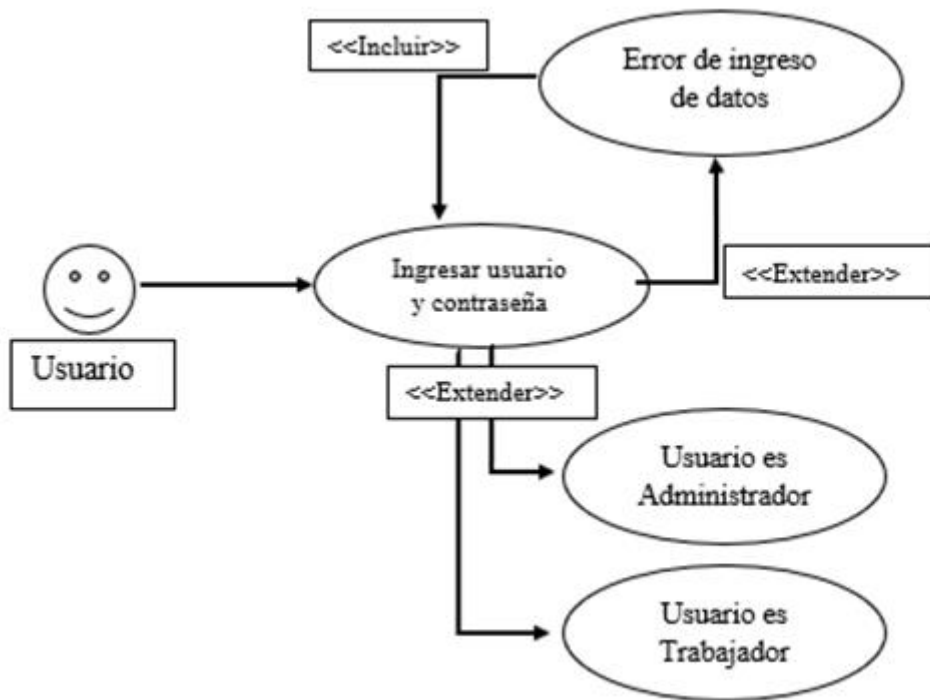 <<Incluir>>
Error de ingreso
de datos
Ingresar usuario
y contraseña
<<Extender>>
Usuario
<<Extender>>
Usuario es
Administrador
Usuario es
Trabajador